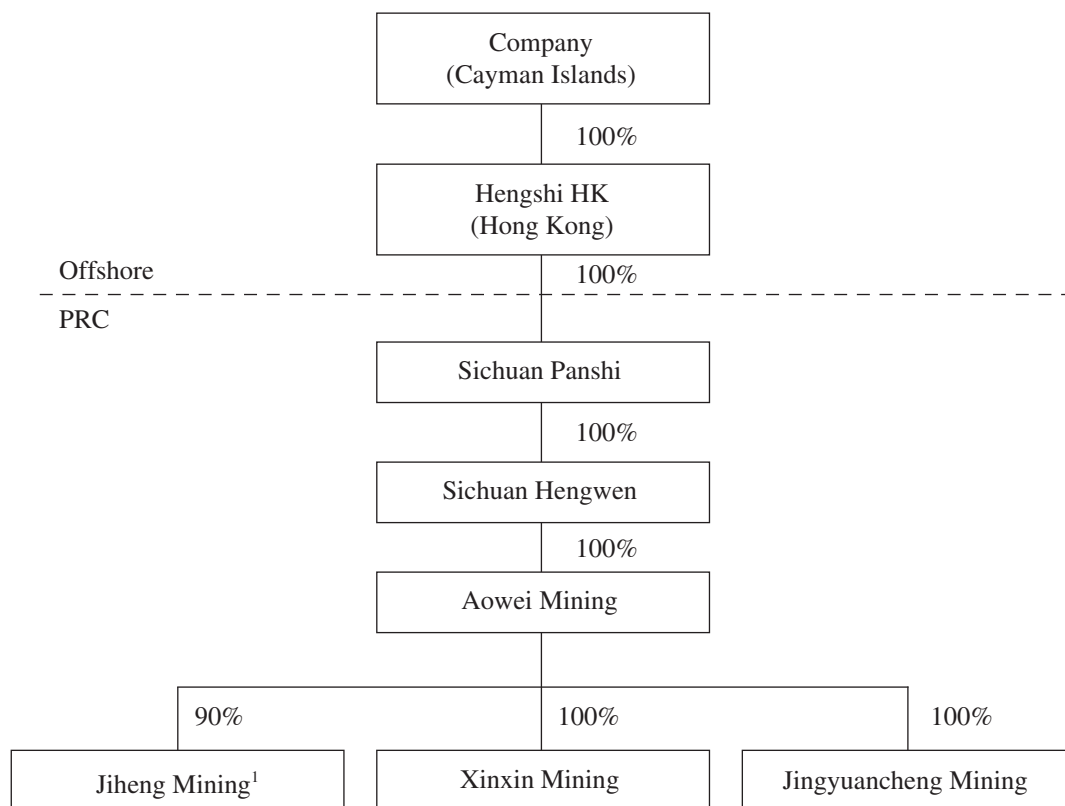 Company
(Cayman Islands)
100%
Hengshi HK
(Hong Kong)
Offshore
100%
PRC
Sichuan Panshi
100%
Sichuan Hengwen
100%
Aowei Mining
90%
100%
100%
Jiheng Mining¹
Xinxin Mining
Jingyuancheng Mining